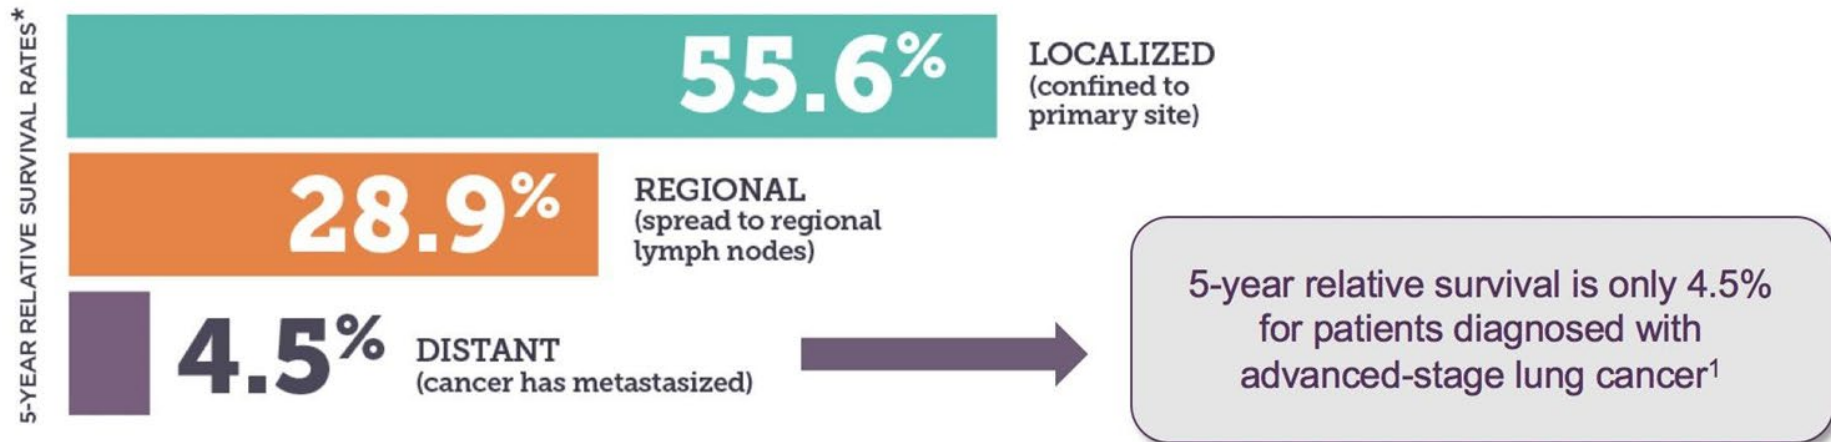 5-YEAR RELATIVE SURVIVAL RATES*
55.6%
LOCALIZED
(confined to
primary site)
28.9%
REGIONAL
(spread to regional
lymph nodes)
4.5%
DISTANT
(cancer has metastasized)
5-year relative survival is only 4.5%
for patients diagnosed with
advanced-stage lung cancer¹